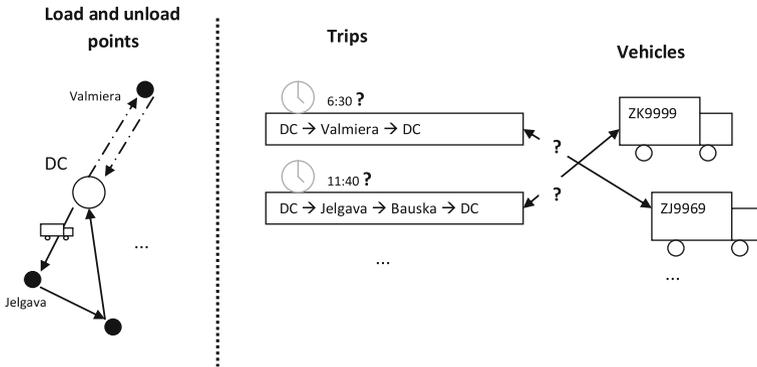 Load and unload
points
Valmiera
DC
...
Jelgava
Trips
6:30 ?
DC → Valmiera → DC
11:40 ?
DC → Jelgava → Bauska → DC
...
?
?
Vehicles
ZK9999
ZJ9969
...